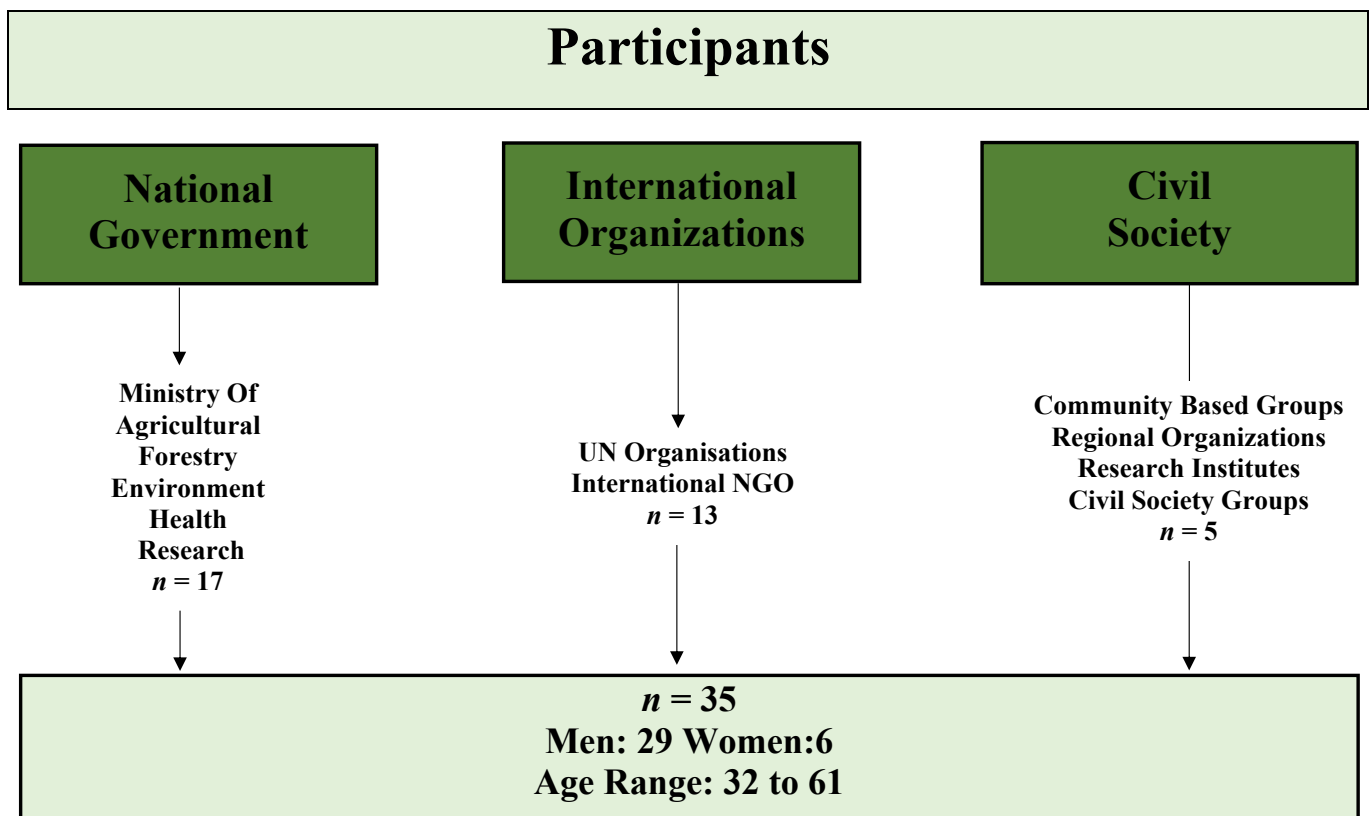 Participants
National
Government
International
Organizations
Civil
Society
Ministry Of
Agricultural
Forestry
Environment
Health
Research
n = 17
UN Organisations
International NGO
n = 13
Community Based Groups
Regional Organizations
Research Institutes
Civil Society Groups
n = 5
n = 35
Men: 29 Women:6
Age Range: 32 to 61